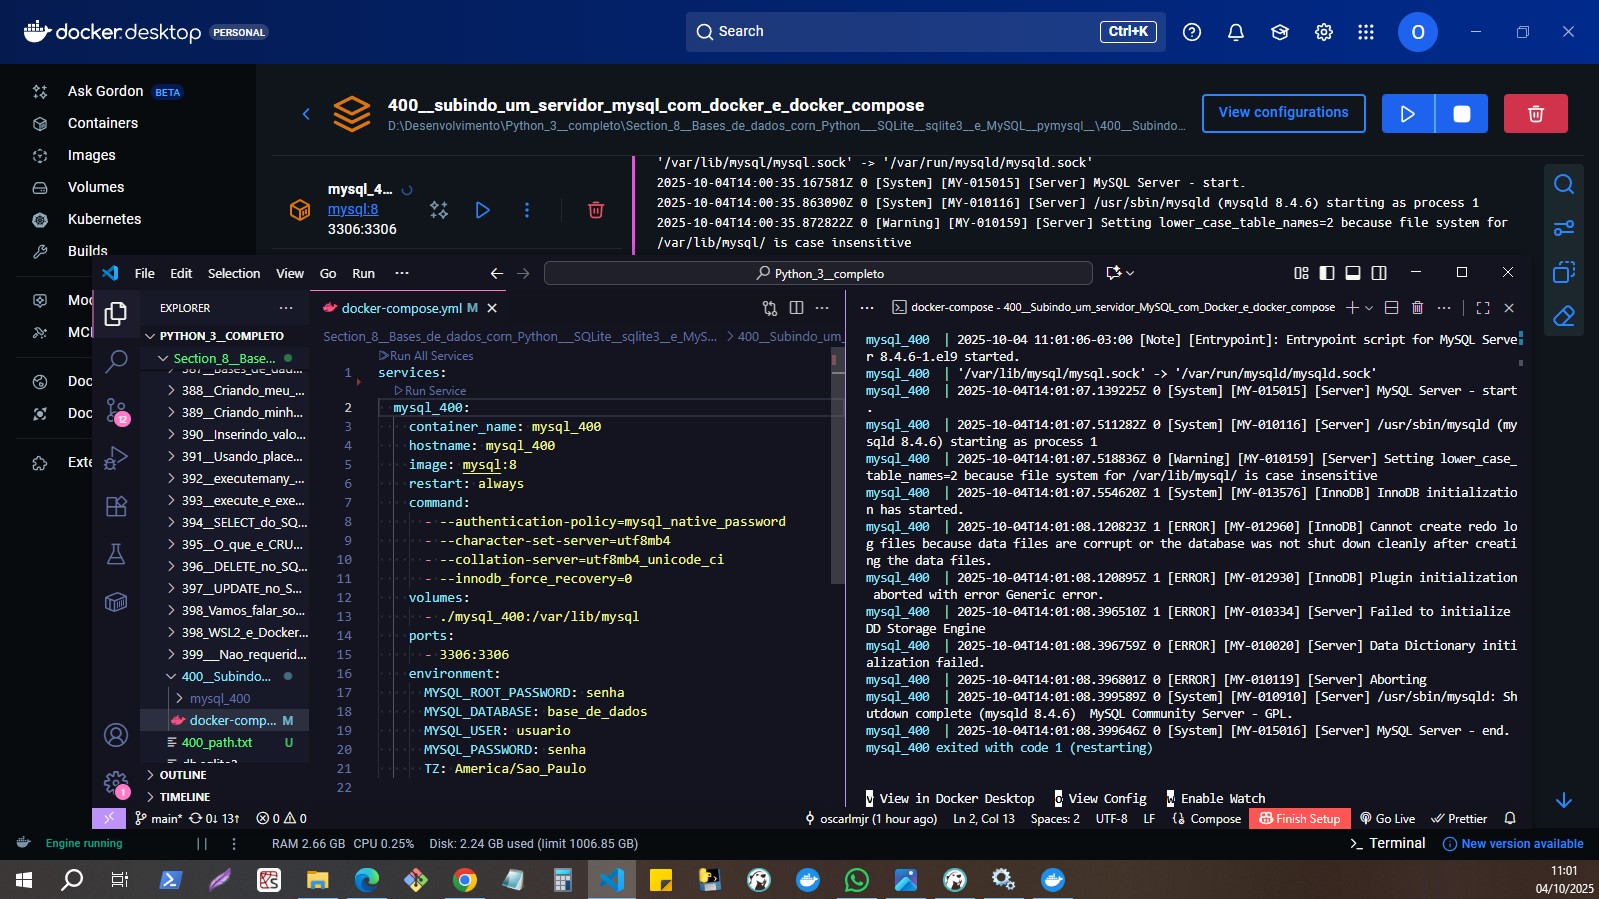 docker.desktop PERSONAL
Search
Ctrl+K
O
Ask Gordon BETA
Containers
Images
Volumes
Kubernetes
Builds
400__subindo_um_servidor_mysql_com_docker_e_docker_compose
D:\Desenvolvimento\Python_3__completo\Section_8__Bases_de_dados_corn_Python___SQLite__sqlite3__e_MySQL__pymysql__\400__Subindo...
View configurations
mysql_4...
mysql:8
3306:3306
'/var/lib/mysql/mysql.sock' -> '/var/run/mysqld/mysqld.sock'
2025-10-04T14:00:35.167581Z 0 [System] [MY-015015] [Server] MySQL Server - start.
2025-10-04T14:00:35.863090Z 0 [System] [MY-010116] [Server] /usr/sbin/mysqld (mysqld 8.4.6) starting as process 1
2025-10-04T14:00:35.872822Z 0 [Warning] [MY-010159] [Server] Setting lower_case_table_names=2 because file system for
/var/lib/mysql/ is case insensitive
Moc
MC
Doc
Doc
Exte
File Edit Selection View Go Run ...
Python_3__completo
EXPLORER ...
PYTHON_3__COMPLETO
Section_8__Base...
388__Criando_meu_...
389__Criando_minh...
390__Inserindo_valo...
391__Usando_place...
392__executemany_...
393__execute_e_exe...
394__SELECT_do_SQ...
395__O_que_e_CRU...
396__DELETE_no_SQ...
397__UPDATE_no_S...
398_Vamos_falar_so...
398_WSL2_e_Docker...
399___Nao_requerid...
400__Subindo...
mysql_400
docker-comp... M
400_path.txt U
OUTLINE
TIMELINE
12
1
docker-compose.yml M
Section_8__Bases_de_dados_corn_Python___SQLite__sqlite3__e_MyS... > 400__Subindo_um_
Run All Services
1 services:
Run Service
2 mysql_400:
3 container_name: mysql_400
4 hostname: mysql_400
5 image: mysql:8
6 restart: always
7 command:
8 - --authentication-policy=mysql_native_password
9 - --character-set-server=utf8mb4
10 - --collation-server=utf8mb4_unicode_ci
11 - --innodb_force_recovery=0
12 volumes:
13 - ./mysql_400:/var/lib/mysql
14 ports:
15 - 3306:3306
16 environment:
17 MYSQL_ROOT_PASSWORD: senha
18 MYSQL_DATABASE: base_de_dados
19 MYSQL_USER: usuario
20 MYSQL_PASSWORD: senha
21 TZ: America/Sao_Paulo
22
... docker-compose - 400__Subindo_um_servidor_MySQL_com_Docker_e_docker_compose
mysql_400 | 2025-10-04 11:01:06-03:00 [Note] [Entrypoint]: Entrypoint script for MySQL Serve
r 8.4.6-1.el9 started.
mysql_400 | '/var/lib/mysql/mysql.sock' -> '/var/run/mysqld/mysqld.sock'
mysql_400 | 2025-10-04T14:01:07.139225Z 0 [System] [MY-015015] [Server] MySQL Server - start
.
mysql_400 | 2025-10-04T14:01:07.511282Z 0 [System] [MY-010116] [Server] /usr/sbin/mysqld (my
sqld 8.4.6) starting as process 1
mysql_400 | 2025-10-04T14:01:07.518836Z 0 [Warning] [MY-010159] [Server] Setting lower_case_
table_names=2 because file system for /var/lib/mysql/ is case insensitive
mysql_400 | 2025-10-04T14:01:07.554620Z 1 [System] [MY-013576] [InnoDB] InnoDB initializatio
n has started.
mysql_400 | 2025-10-04T14:01:08.120823Z 1 [ERROR] [MY-012960] [InnoDB] Cannot create redo lo
g files because data files are corrupt or the database was not shut down cleanly after creati
ng the data files.
mysql_400 | 2025-10-04T14:01:08.120895Z 1 [ERROR] [MY-012930] [InnoDB] Plugin initialization
aborted with error Generic error.
mysql_400 | 2025-10-04T14:01:08.396510Z 1 [ERROR] [MY-010334] [Server] Failed to initialize
DD Storage Engine
mysql_400 | 2025-10-04T14:01:08.396759Z 0 [ERROR] [MY-010020] [Server] Data Dictionary initi
alization failed.
mysql_400 | 2025-10-04T14:01:08.396801Z 0 [ERROR] [MY-010119] [Server] Aborting
mysql_400 | 2025-10-04T14:01:08.399589Z 0 [System] [MY-010910] [Server] /usr/sbin/mysqld: Sh
utdown complete (mysqld 8.4.6)  MySQL Community Server - GPL.
mysql_400 | 2025-10-04T14:01:08.399646Z 0 [System] [MY-015016] [Server] MySQL Server - end.
mysql_400 exited with code 1 (restarting)
v View in Docker Desktop o View Config w Enable Watch
main* 0↓ 13↑ 0 0
oscarlmjr (1 hour ago) Ln 2, Col 13 Spaces: 2 UTF-8 LF Compose Finish Setup Go Live Prettier
Engine running
RAM 2.66 GB CPU 0.25% Disk: 2.24 GB used (limit 1006.85 GB)
Terminal
New version available
11:01
04/10/2025